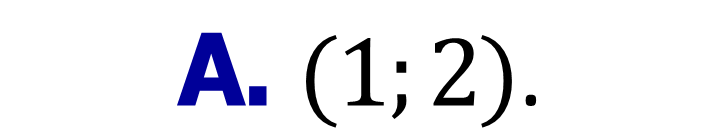 A. (1; 2).